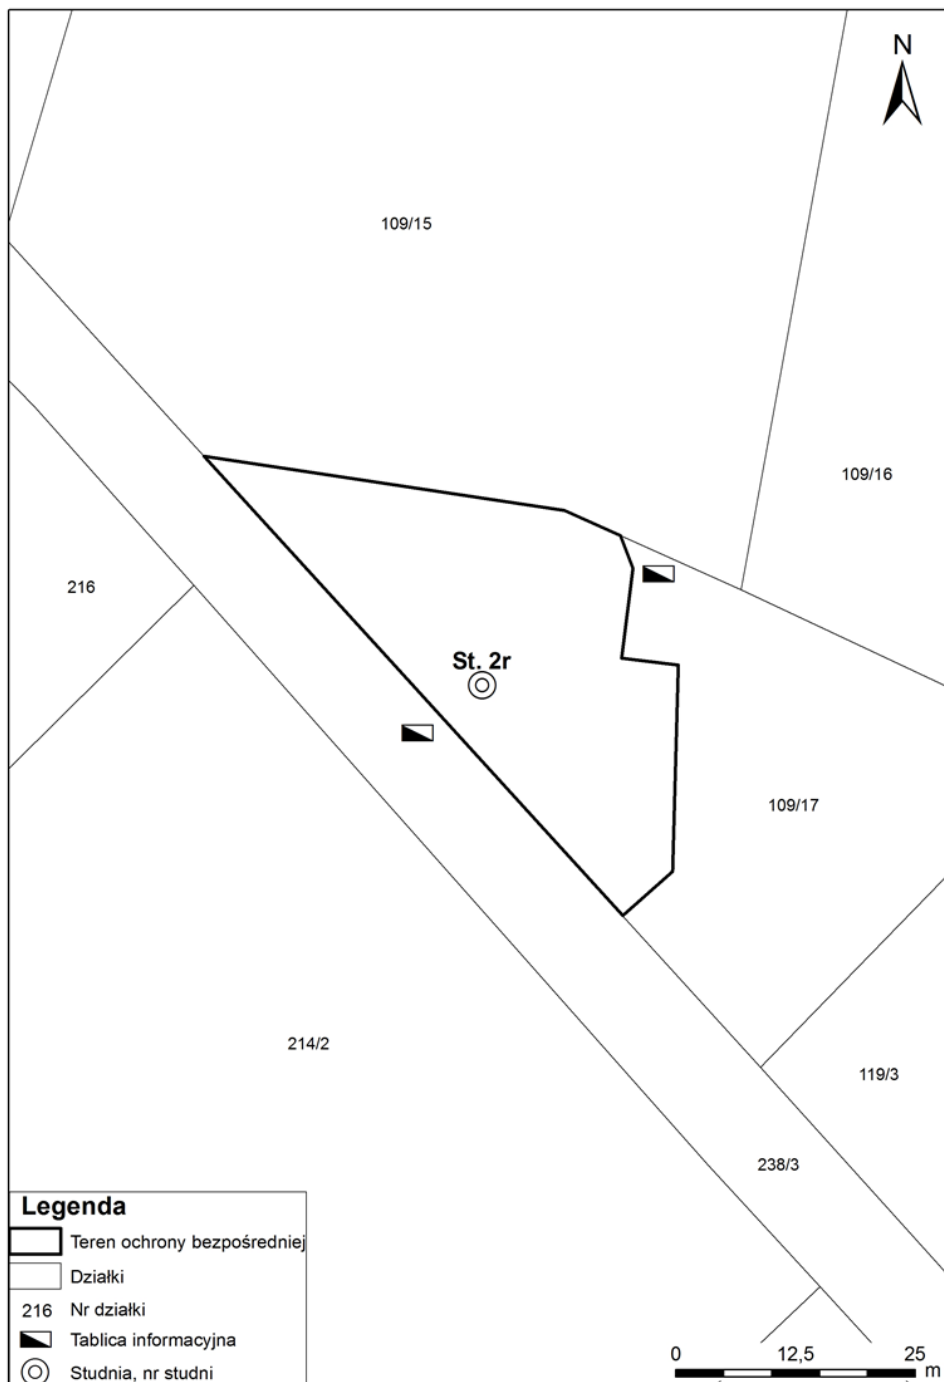 N
109/15
109/16
216
St. 2r
109/17
214/2
119/3
238/3
Legenda
Teren ochrony bezpośredniej
Działki
216 Nr działki
Tablica informacyjna
Studnia, nr studni
0 12,5 25
m